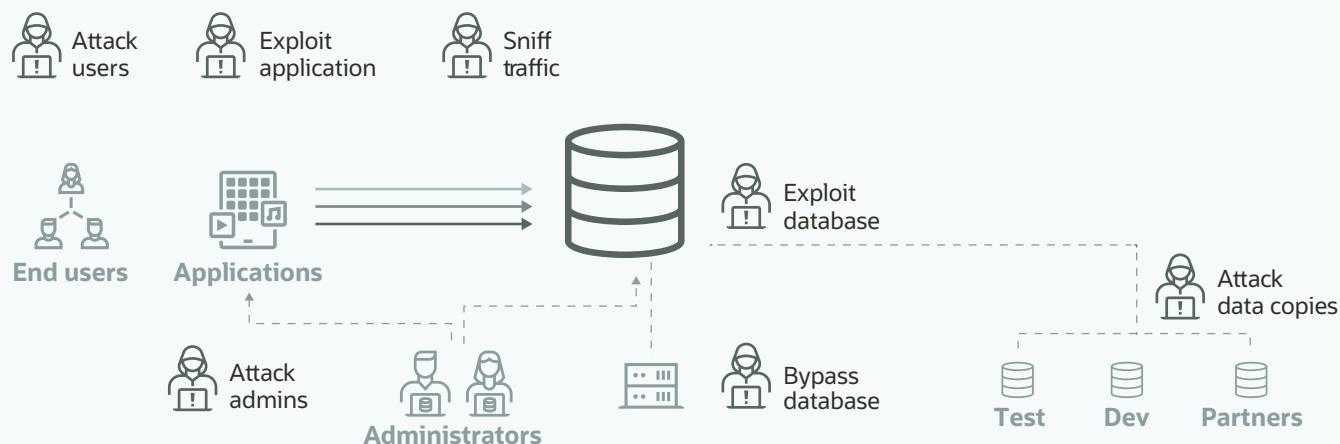 Attack
users
Exploit
application
Sniff
traffic
Exploit
database
End users
Applications
Attack
data copies
Attack
admins
Bypass
database
Test
Dev
Partners
Administrators